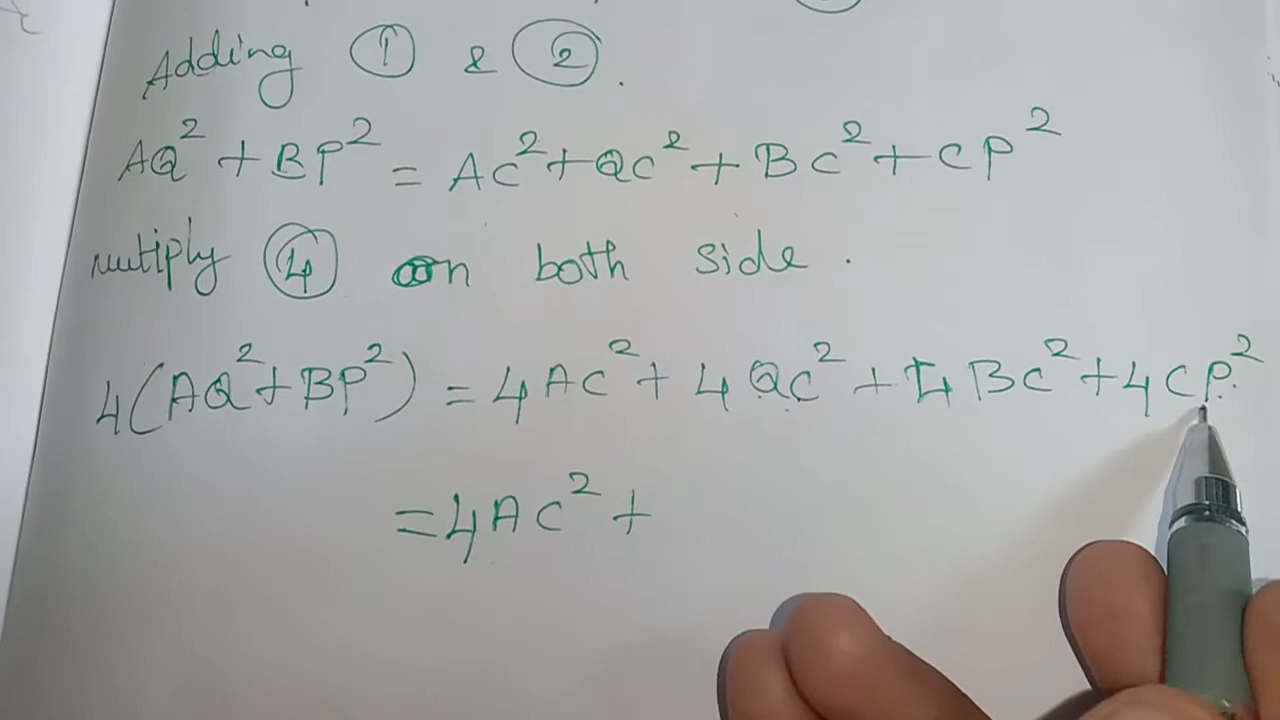 Adding ① & ②.
AQ² + BP² = AC² + QC² + BC² + CP²
mutiply ④ on both side.
4(AQ² + BP²) = 4AC² + 4QC² + 4BC² + 4CP²
= 4AC² +